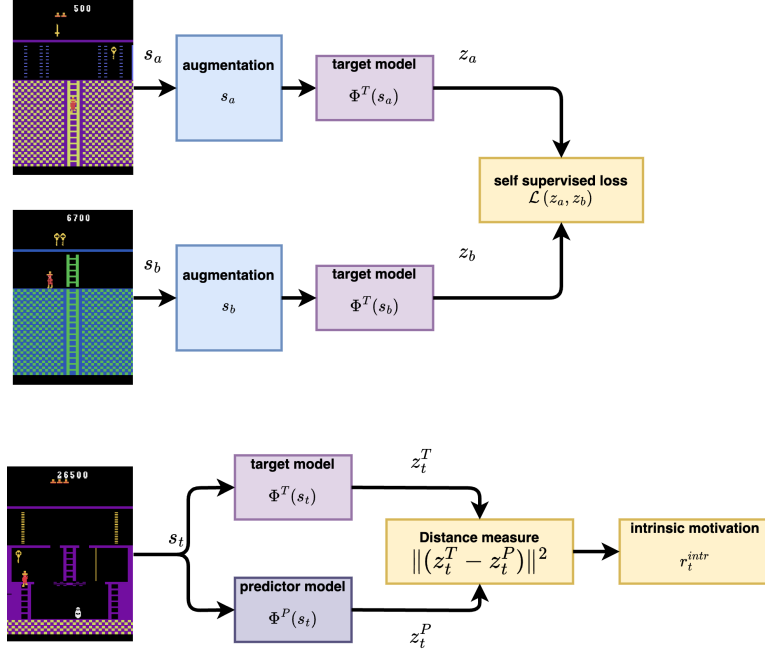 500
s_a
augmentation
s_a
target model
Φ^T(s_a)
z_a
self supervised loss
ℒ(z_a, z_b)
6700
s_b
augmentation
s_b
target model
Φ^T(s_b)
z_b
26500
s_t
target model
Φ^T(s_t)
z_t^T
Distance measure
‖(z_t^T − z_t^P)‖²
intrinsic motivation
r_t^{intr}
predictor model
Φ^P(s_t)
z_t^P